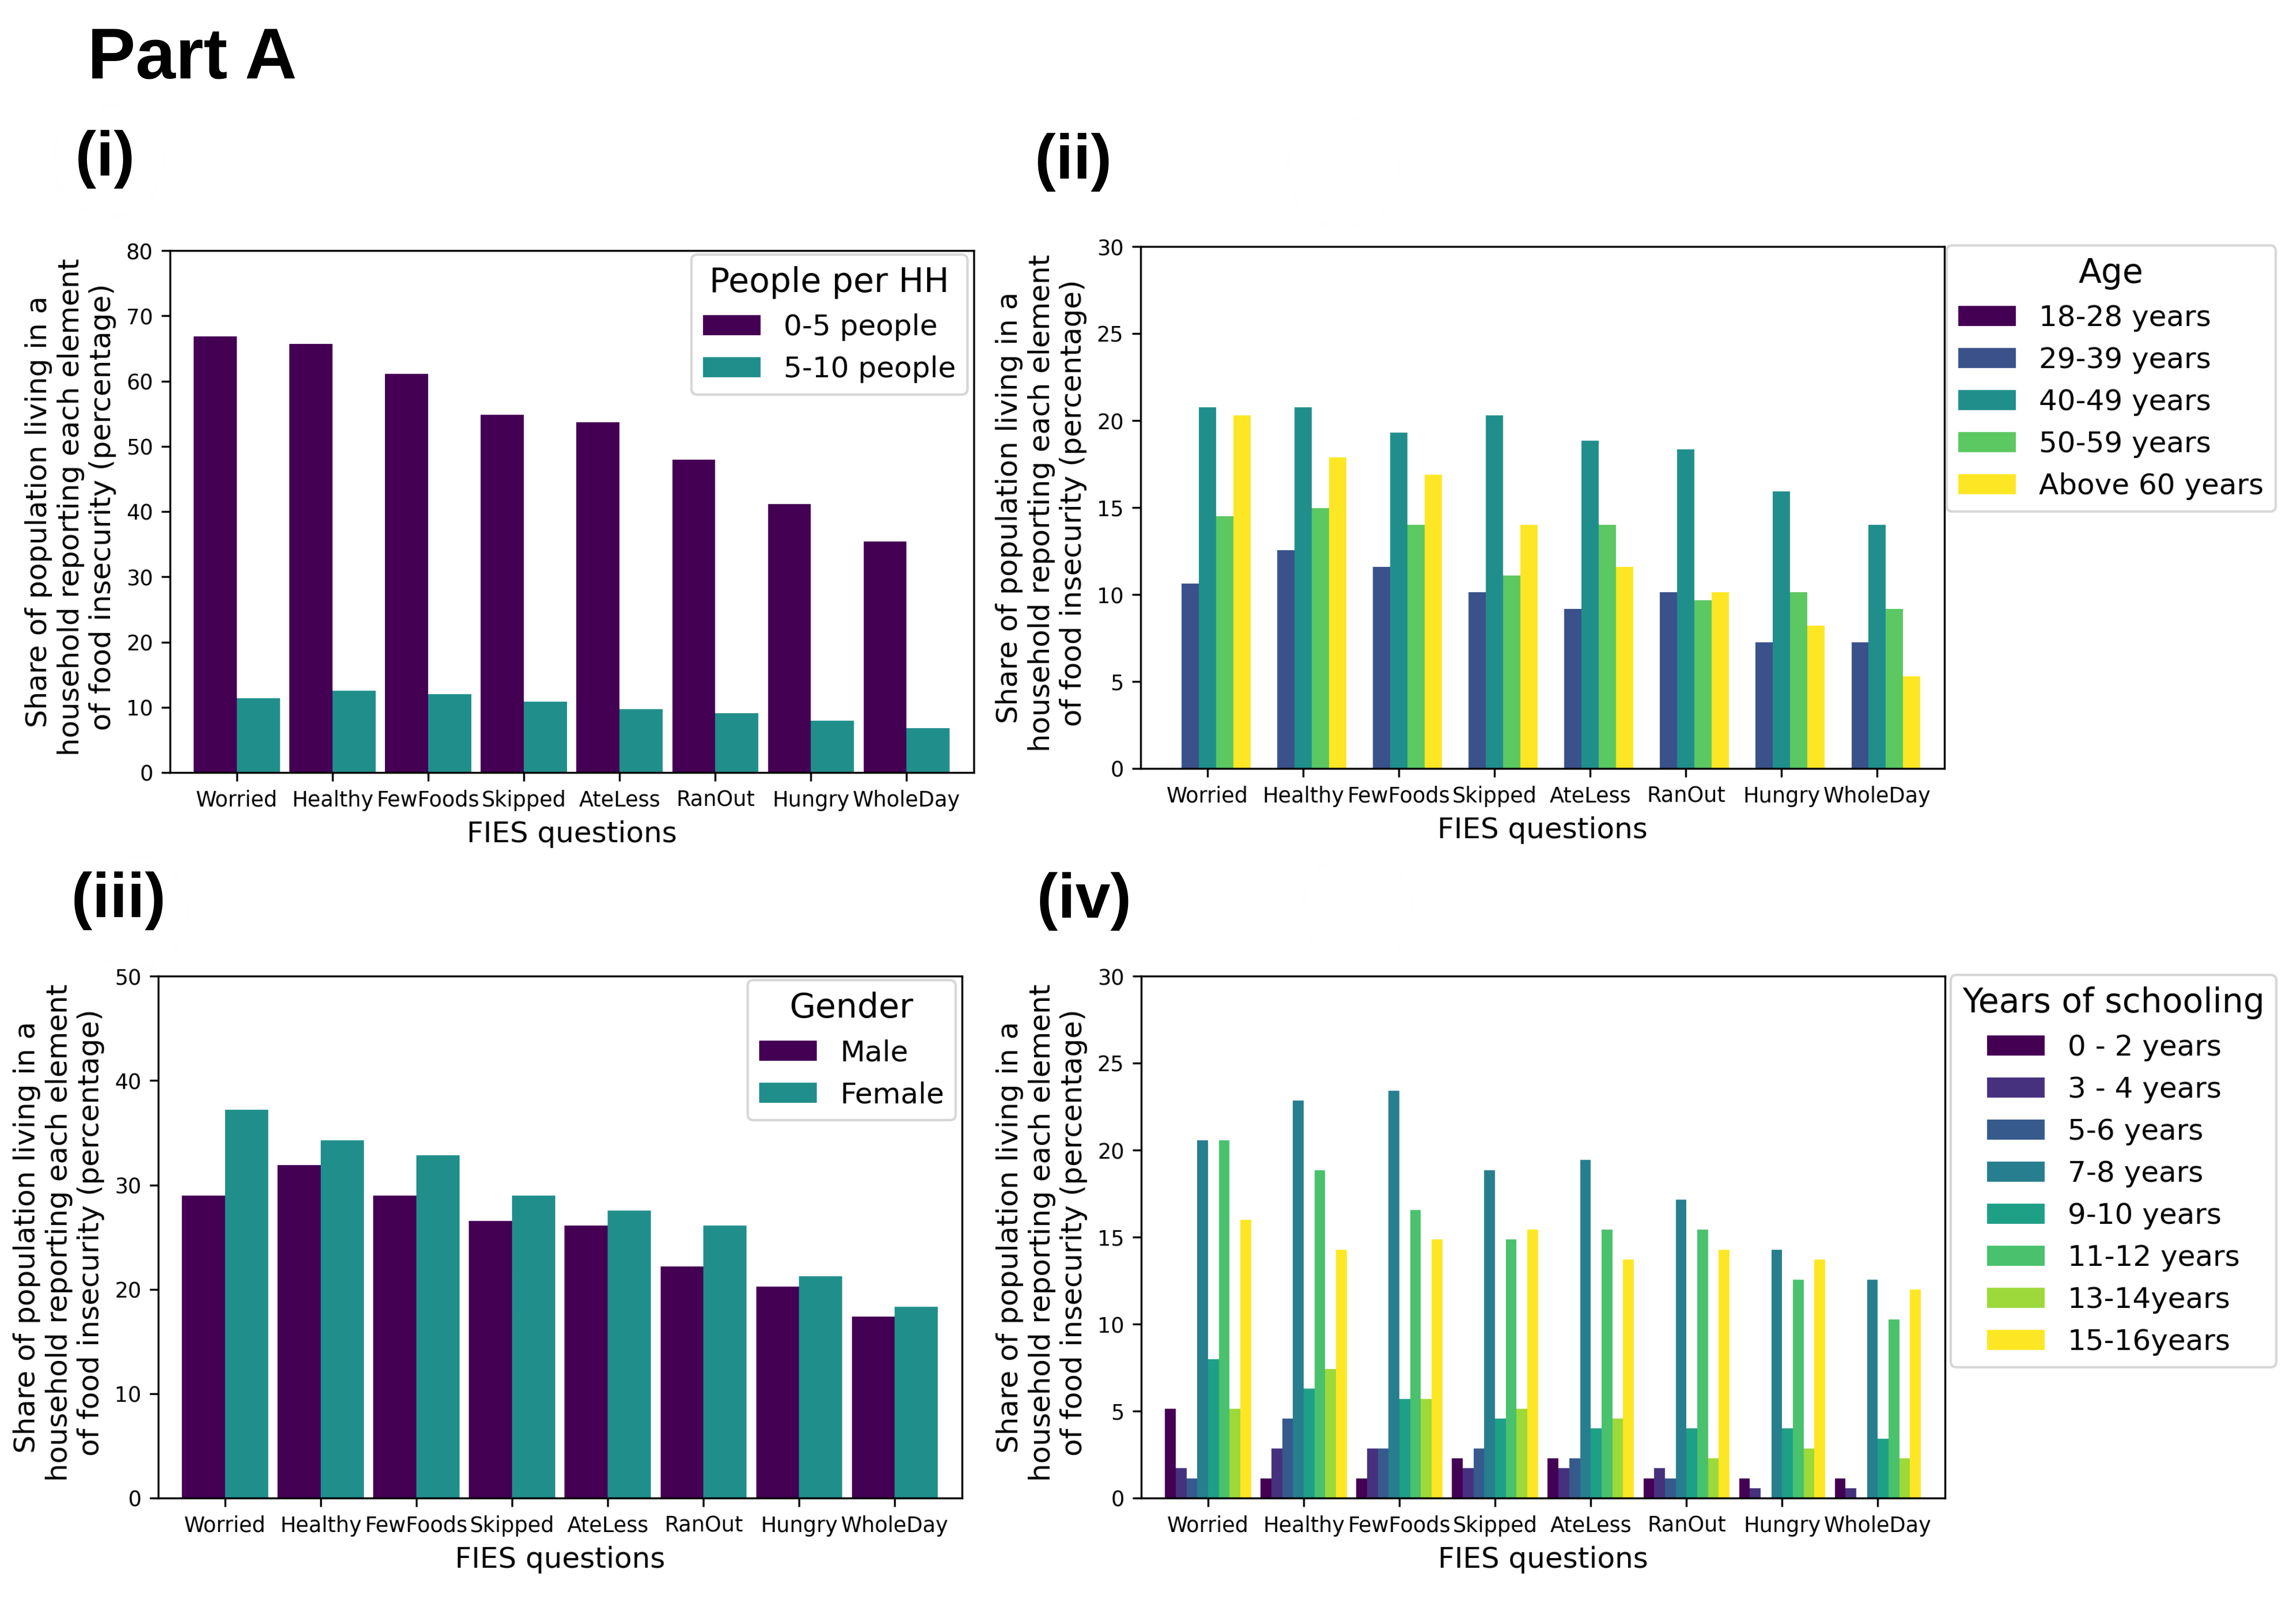 Part A
(i)
80
70
60
50
40
30
20
10
0
Share of population living in a
household reporting each element
of food insecurity (percentage)
People per HH
0-5 people
5-10 people
Worried Healthy FewFoods Skipped AteLess RanOut Hungry WholeDay
FIES questions
(ii)
30
25
20
15
10
5
0
Share of population living in a
household reporting each element
of food insecurity (percentage)
Age
18-28 years
29-39 years
40-49 years
50-59 years
Above 60 years
Worried Healthy FewFoods Skipped AteLess RanOut Hungry WholeDay
FIES questions
(iii)
50
40
30
20
10
0
Share of population living in a
household reporting each element
of food insecurity (percentage)
Gender
Male
Female
Worried Healthy FewFoods Skipped AteLess RanOut Hungry WholeDay
FIES questions
(iv)
30
25
20
15
10
5
0
Share of population living in a
household reporting each element
of food insecurity (percentage)
Years of schooling
0 - 2 years
3 - 4 years
5-6 years
7-8 years
9-10 years
11-12 years
13-14years
15-16years
Worried Healthy FewFoods Skipped AteLess RanOut Hungry WholeDay
FIES questions